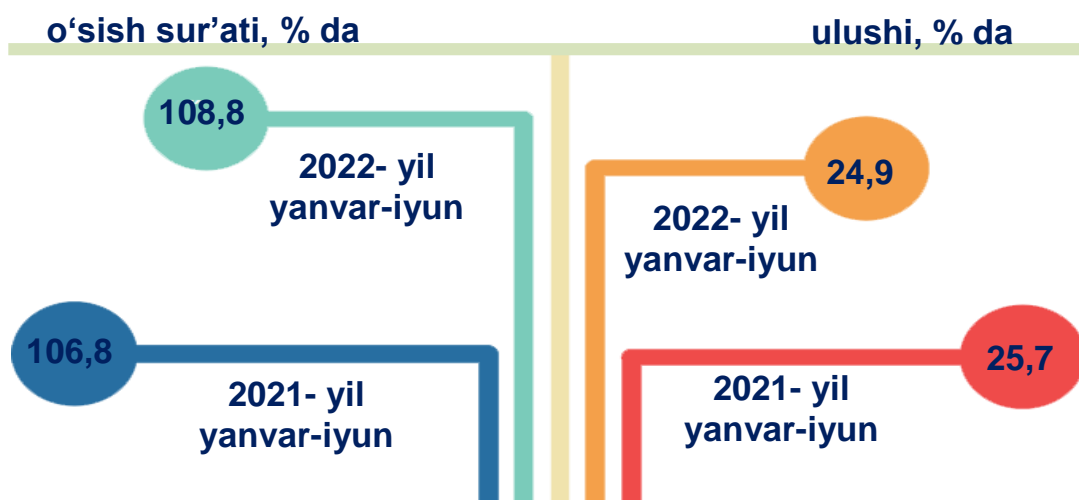 o‘sish sur’ati, % da
108,8
2022- yil
yanvar-iyun
106,8
2021- yil
yanvar-iyun
ulushi, % da
24,9
2022- yil
yanvar-iyun
25,7
2021- yil
yanvar-iyun